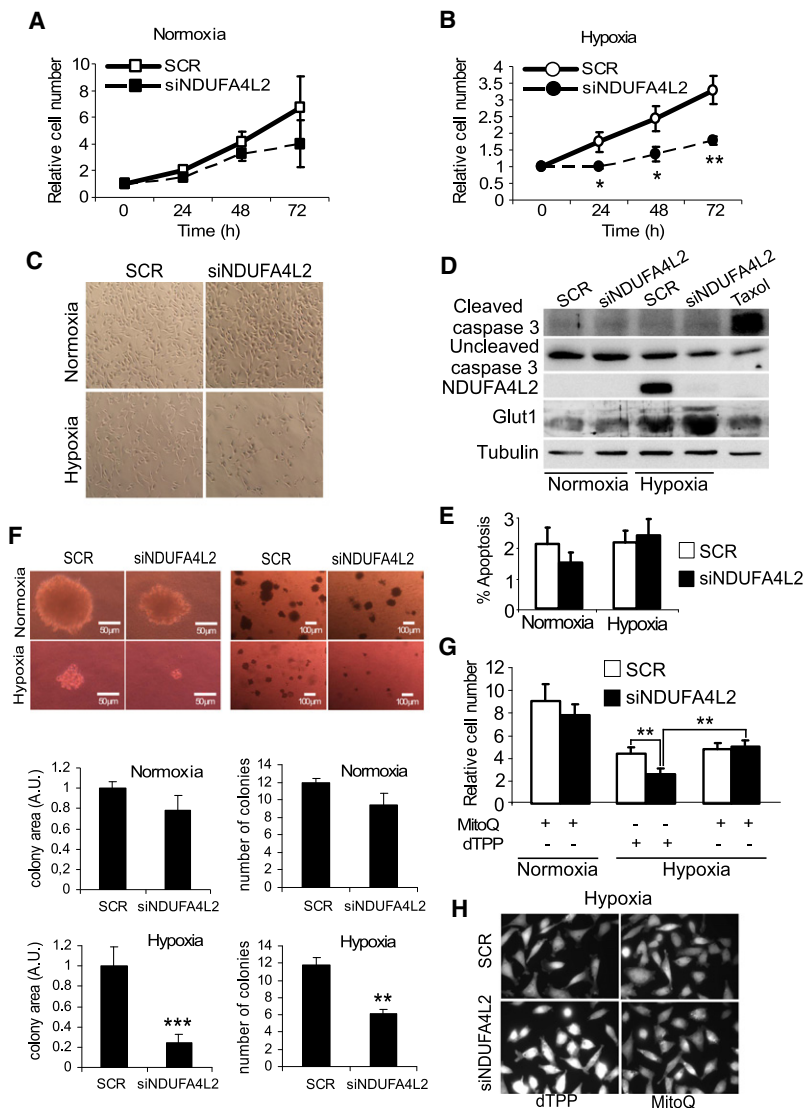 A
Normoxia
SCR
siNDUFA4L2
Relative cell number
10
8
6
4
2
0
0 24 48 72
Time (h)
B
Hypoxia
SCR
siNDUFA4L2
Relative cell number
4
3.5
3
2.5
2
1.5
1
0.5
* * **
0 24 48 72
Time (h)
C
SCR siNDUFA4L2
Normoxia
Hypoxia
D
SCR siNDUFA4L2 SCR siNDUFA4L2 Taxol
Cleaved
caspase 3
Uncleaved
caspase 3
NDUFA4L2
Glut1
Tubulin
Normoxia Hypoxia
E
% Apoptosis
3
2
1
0
SCR
siNDUFA4L2
Normoxia Hypoxia
F
SCR siNDUFA4L2 SCR siNDUFA4L2
Normoxia
50µm 50µm 100µm 100µm
Hypoxia
50µm 50µm 100µm 100µm
Normoxia
colony area (A.U.)
1.2
1
0.8
0.6
0.4
0.2
0
SCR siNDUFA4L2
Normoxia
number of colonies
14
12
10
8
6
4
2
0
SCR siNDUFA4L2
Hypoxia
colony area (A.U.)
1.2
1
0.8
0.6
0.4
0.2
0
***
SCR siNDUFA4L2
Hypoxia
number of colonies
14
12
10
8
6
4
2
0
**
SCR siNDUFA4L2
G
SCR
siNDUFA4L2
Relative cell number
12
10
8
6
4
2
0
** **
MitoQ + + - - + +
dTPP - - + + - -
Normoxia Hypoxia
H
Hypoxia
SCR
siNDUFA4L2
dTPP MitoQ